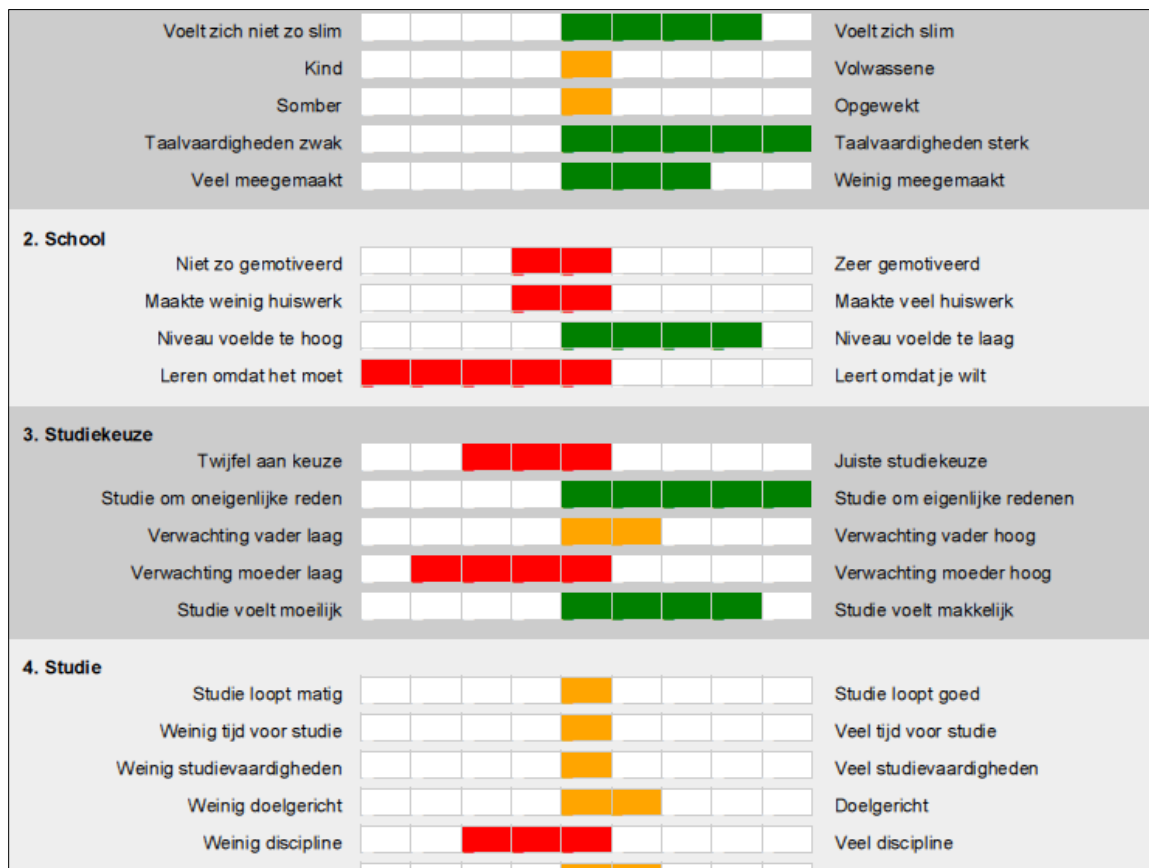 Voelt zich niet zo slim Voelt zich slim
Kind Volwassene
Somber Opgewekt
Taalvaardigheden zwak Taalvaardigheden sterk
Veel meegemaakt Weinig meegemaakt
2. School
Niet zo gemotiveerd Zeer gemotiveerd
Maakte weinig huiswerk Maakte veel huiswerk
Niveau voelde te hoog Niveau voelde te laag
Leren omdat het moet Leert omdat je wilt
3. Studiekeuze
Twijfel aan keuze Juiste studiekeuze
Studie om oneigenlijke reden Studie om eigenlijke redenen
Verwachting vader laag Verwachting vader hoog
Verwachting moeder laag Verwachting moeder hoog
Studie voelt moeilijk Studie voelt makkelijk
4. Studie
Studie loopt matig Studie loopt goed
Weinig tijd voor studie Veel tijd voor studie
Weinig studievaardigheden Veel studievaardigheden
Weinig doelgericht Doelgericht
Weinig discipline Veel discipline